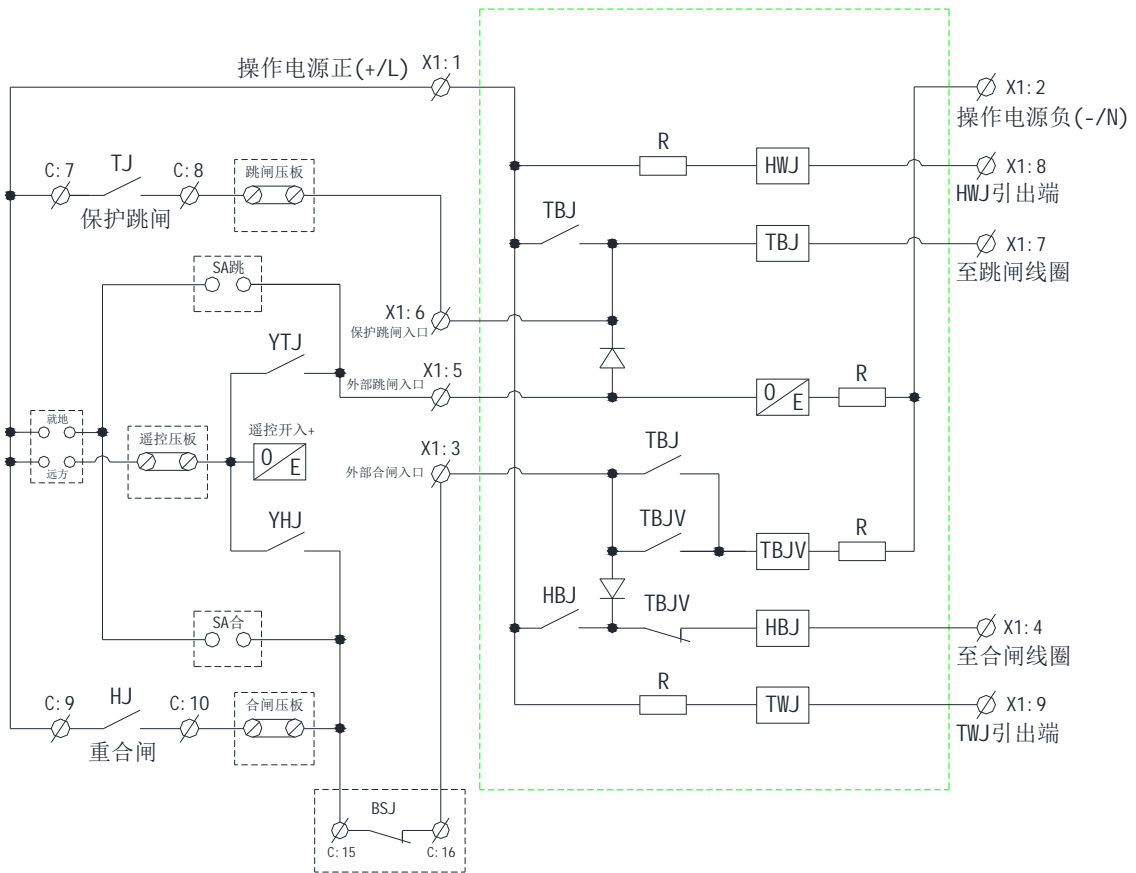 操作电源正(+/L)
X1:1
X1:2
操作电源负(-/N)
R
HWJ
X1:8
HWJ引出端
C:7
TJ
C:8
跳闸压板
保护跳闸
TBJ
TBJ
X1:7
至跳闸线圈
SA跳
X1:6
保护跳闸入口
YTJ
X1:5
外部跳闸入口
O
E
R
就地
远方
遥控压板
遥控开入+
O
E
X1:3
外部合闸入口
TBJ
YHJ
TBJV
TBJV
R
SA合
HBJ
TBJV
HBJ
X1:4
至合闸线圈
C:9
HJ
C:10
合闸压板
重合闸
R
TWJ
X1:9
TWJ引出端
BSJ
C:15
C:16